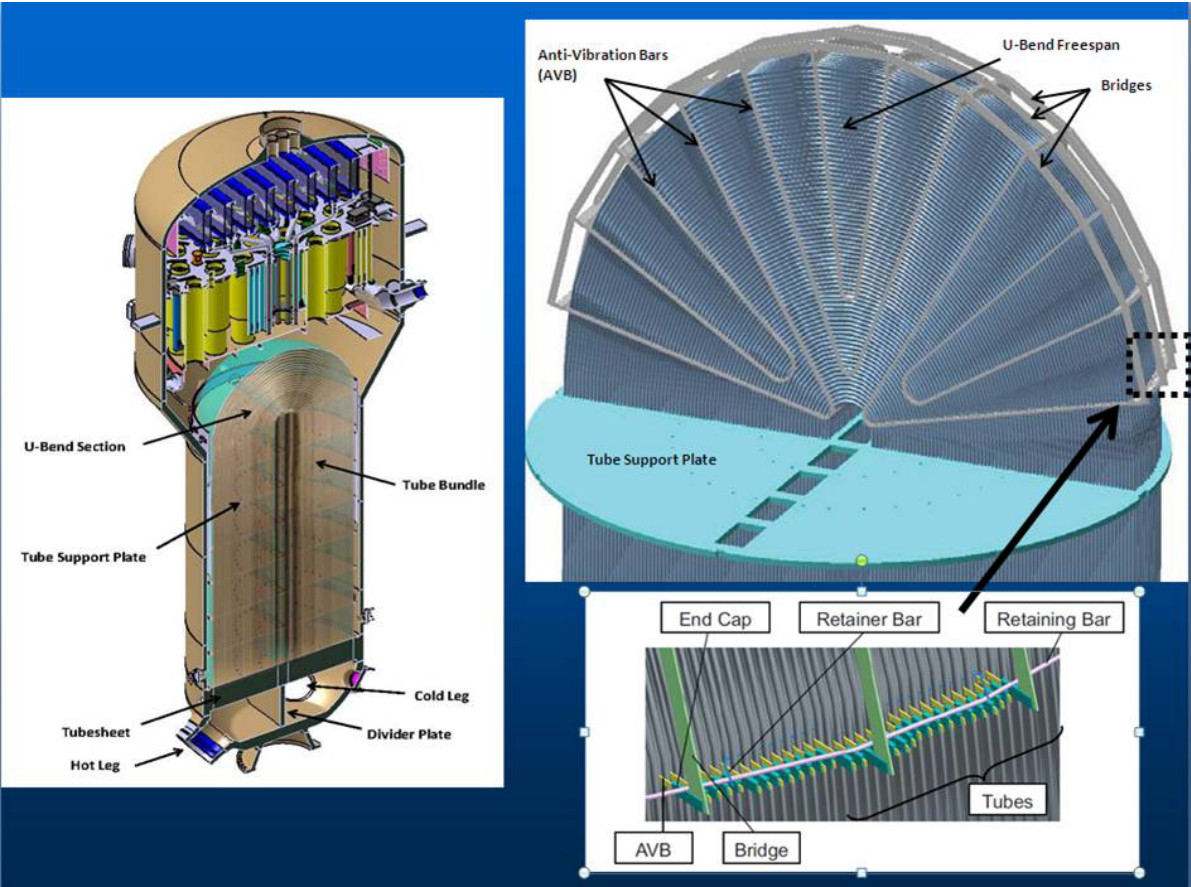 U-Bend Section
Tube Bundle
Tube Support Plate
Cold Leg
Tubesheet
Divider Plate
Hot Leg
Anti-Vibration Bars
(AVB)
U-Bend Freespan
Bridges
Tube Support Plate
End Cap
Retainer Bar
Retaining Bar
Tubes
AVB
Bridge